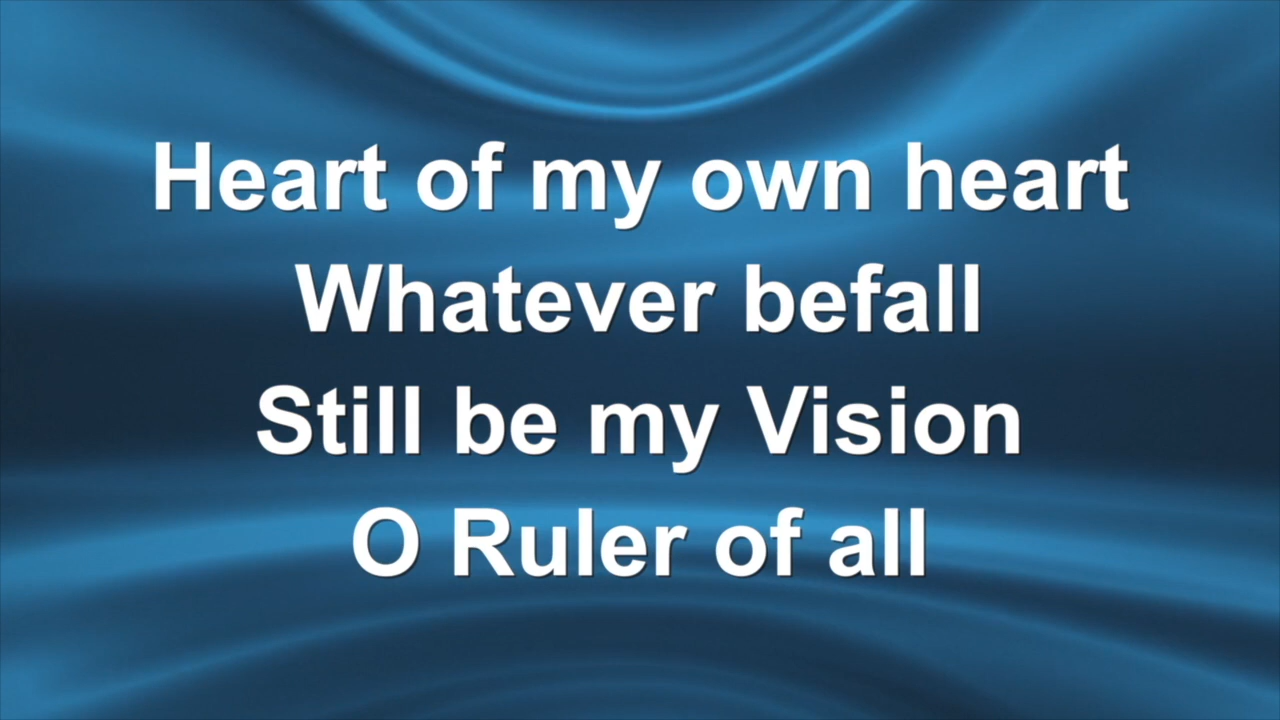 Heart of my own heart
Whatever befall
Still be my Vision
O Ruler of all